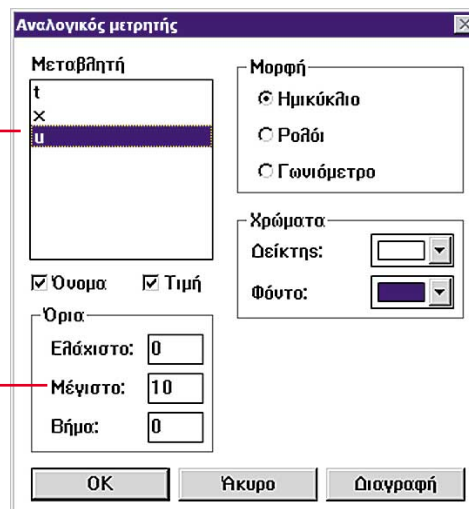 Αναλογικός μετρητής
Μεταβλητή
t
x
u
Όνομα
Τιμή
Όρια
Ελάχιστο: 0
Μέγιστο: 10
Βήμα: 0
Μορφή
Ημικύκλιο
Ρολόι
Γωνιόμετρο
Χρώματα
Δείκτης:
Φόντο:
OK
Άκυρο
Διαγραφή